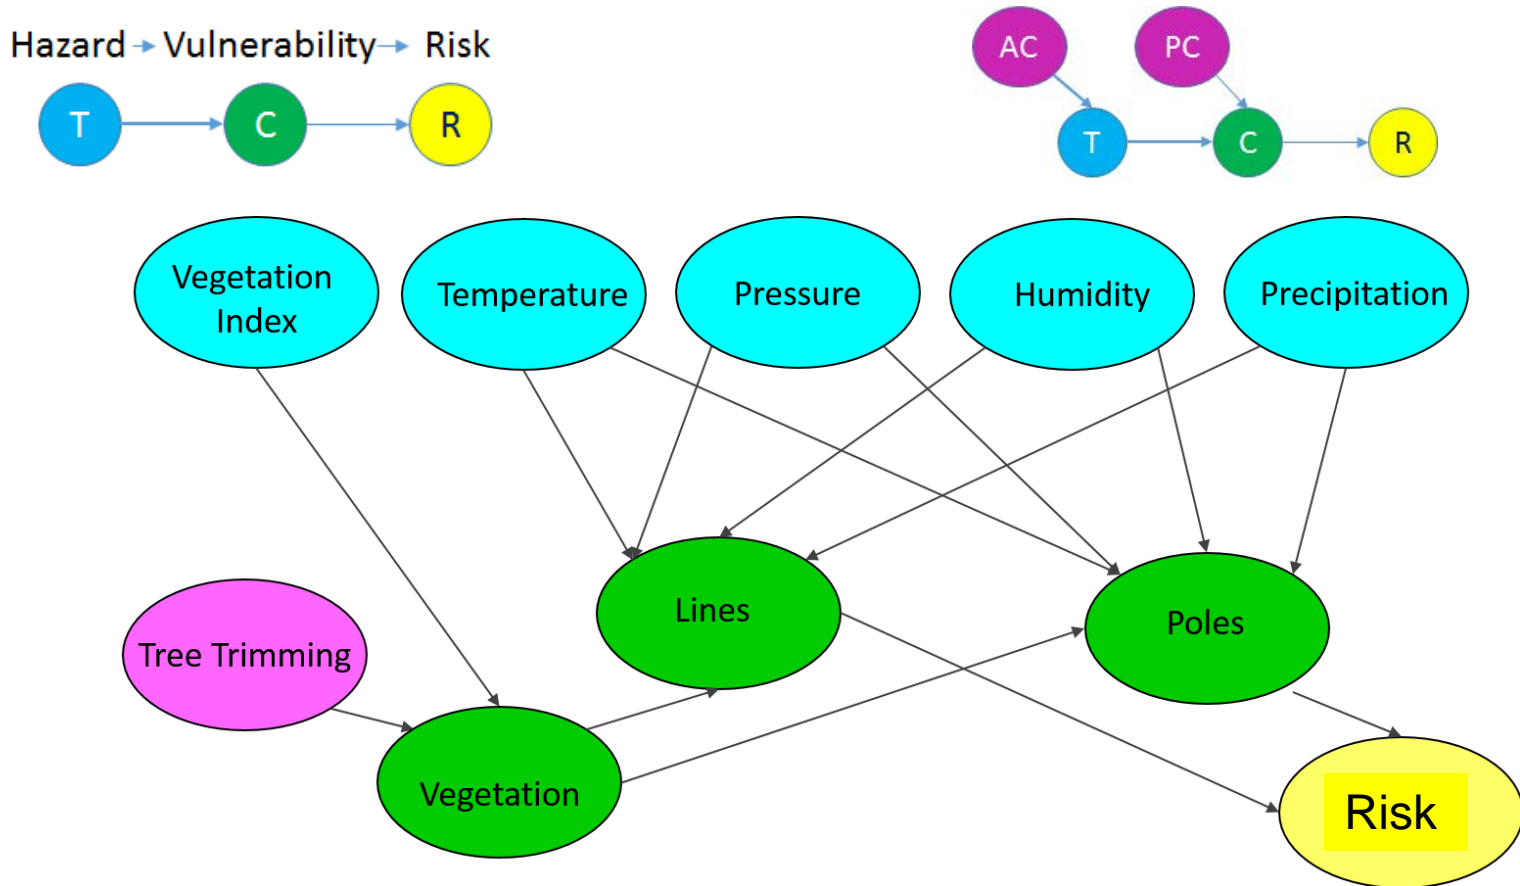 Hazard Vulnerability Risk
T C R
AC PC
T C R
Vegetation
Index
Temperature
Pressure
Humidity
Precipitation
Lines
Poles
Tree Trimming
Vegetation
Risk